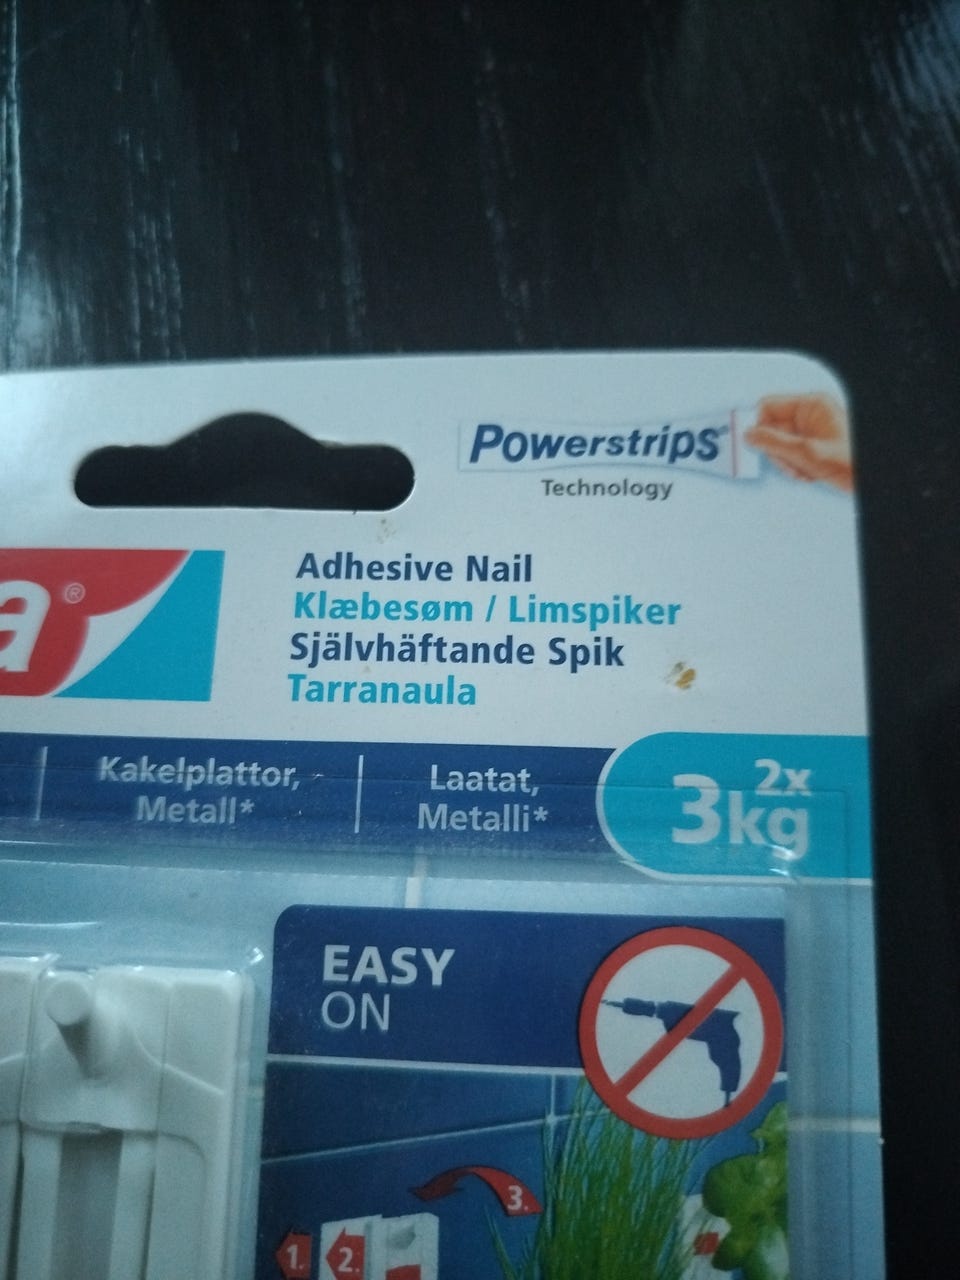 Powerstrips®
Technology
a®
Adhesive Nail
Klæbesøm / Limspiker
Självhäftande Spik
Tarranaula
Kakelplattor,
Metall*
Laatat,
Metalli*
2x
3kg
EASY
ON
1.
2.
3.